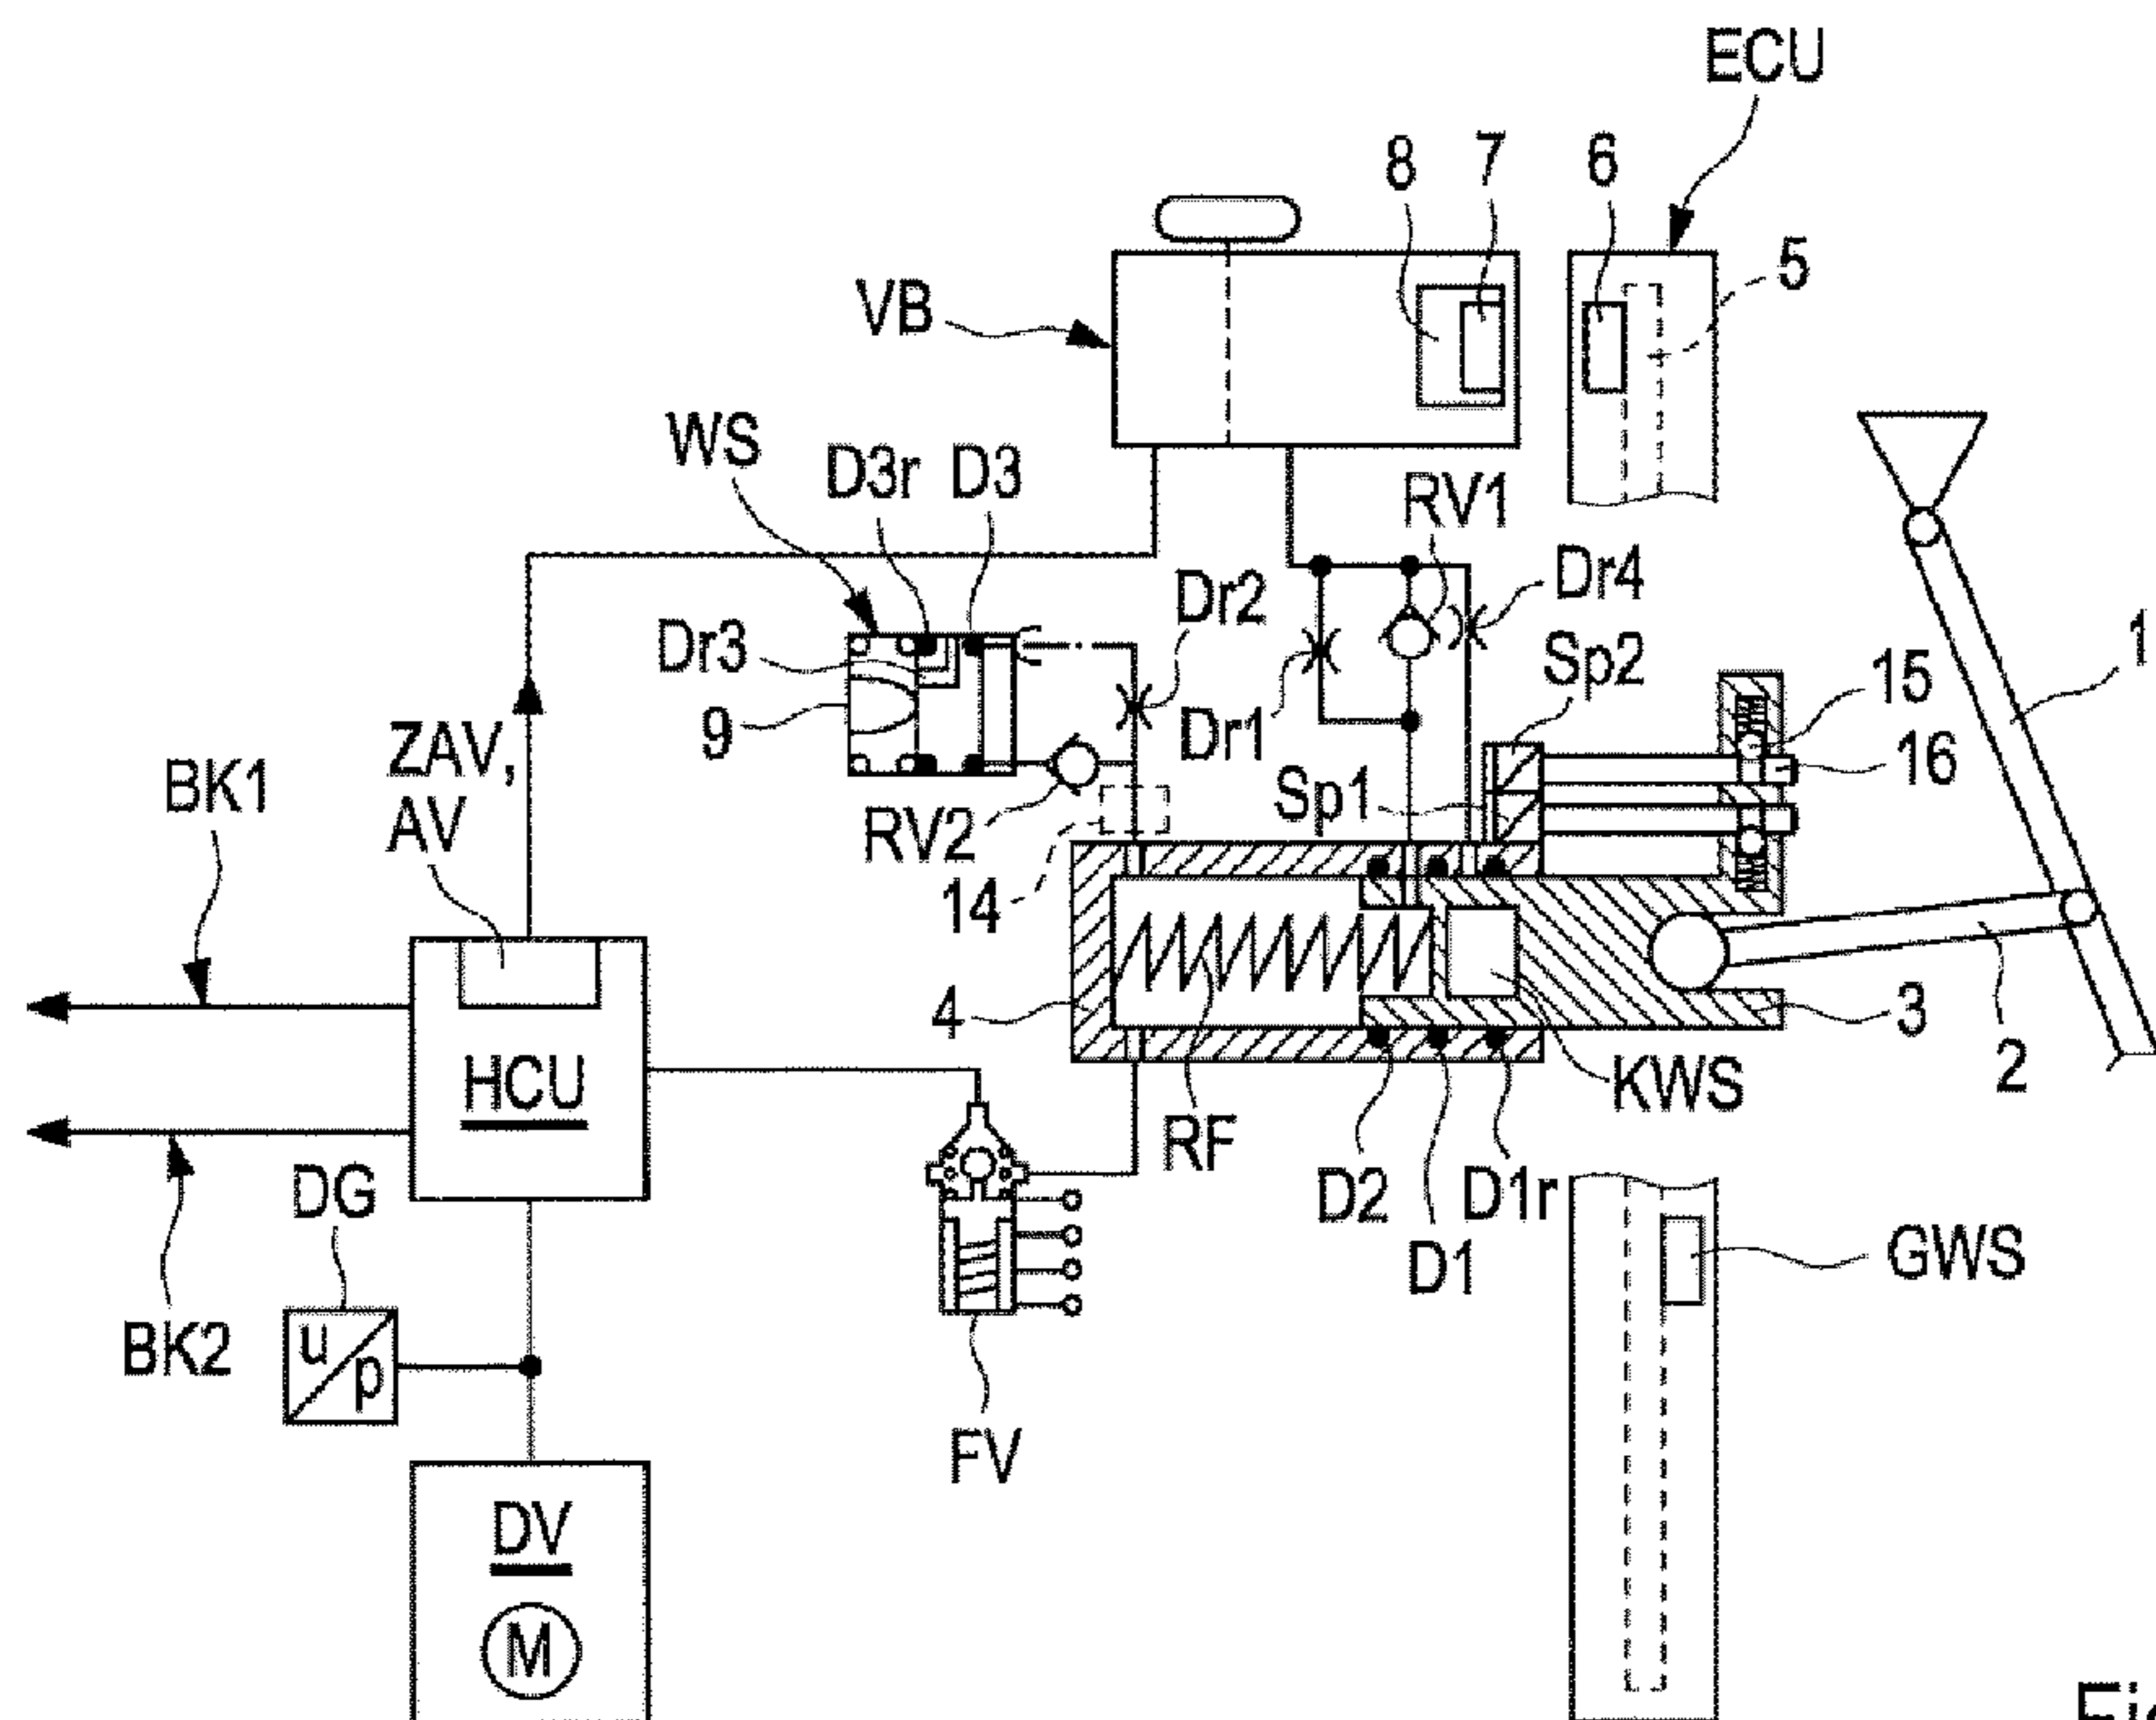 ECU
8
7
6
5
VB
WS
D3r
D3
RV1
Dr2
Dr4
Dr3
Sp2
1
9
Dr1
15
ZAV,
AV
16
BK1
Sp1
RV2
14
4
3
HCU
KWS
2
RF
DG
D2
D1r
D1
GWS
BK2
u
p
FV
DV
M